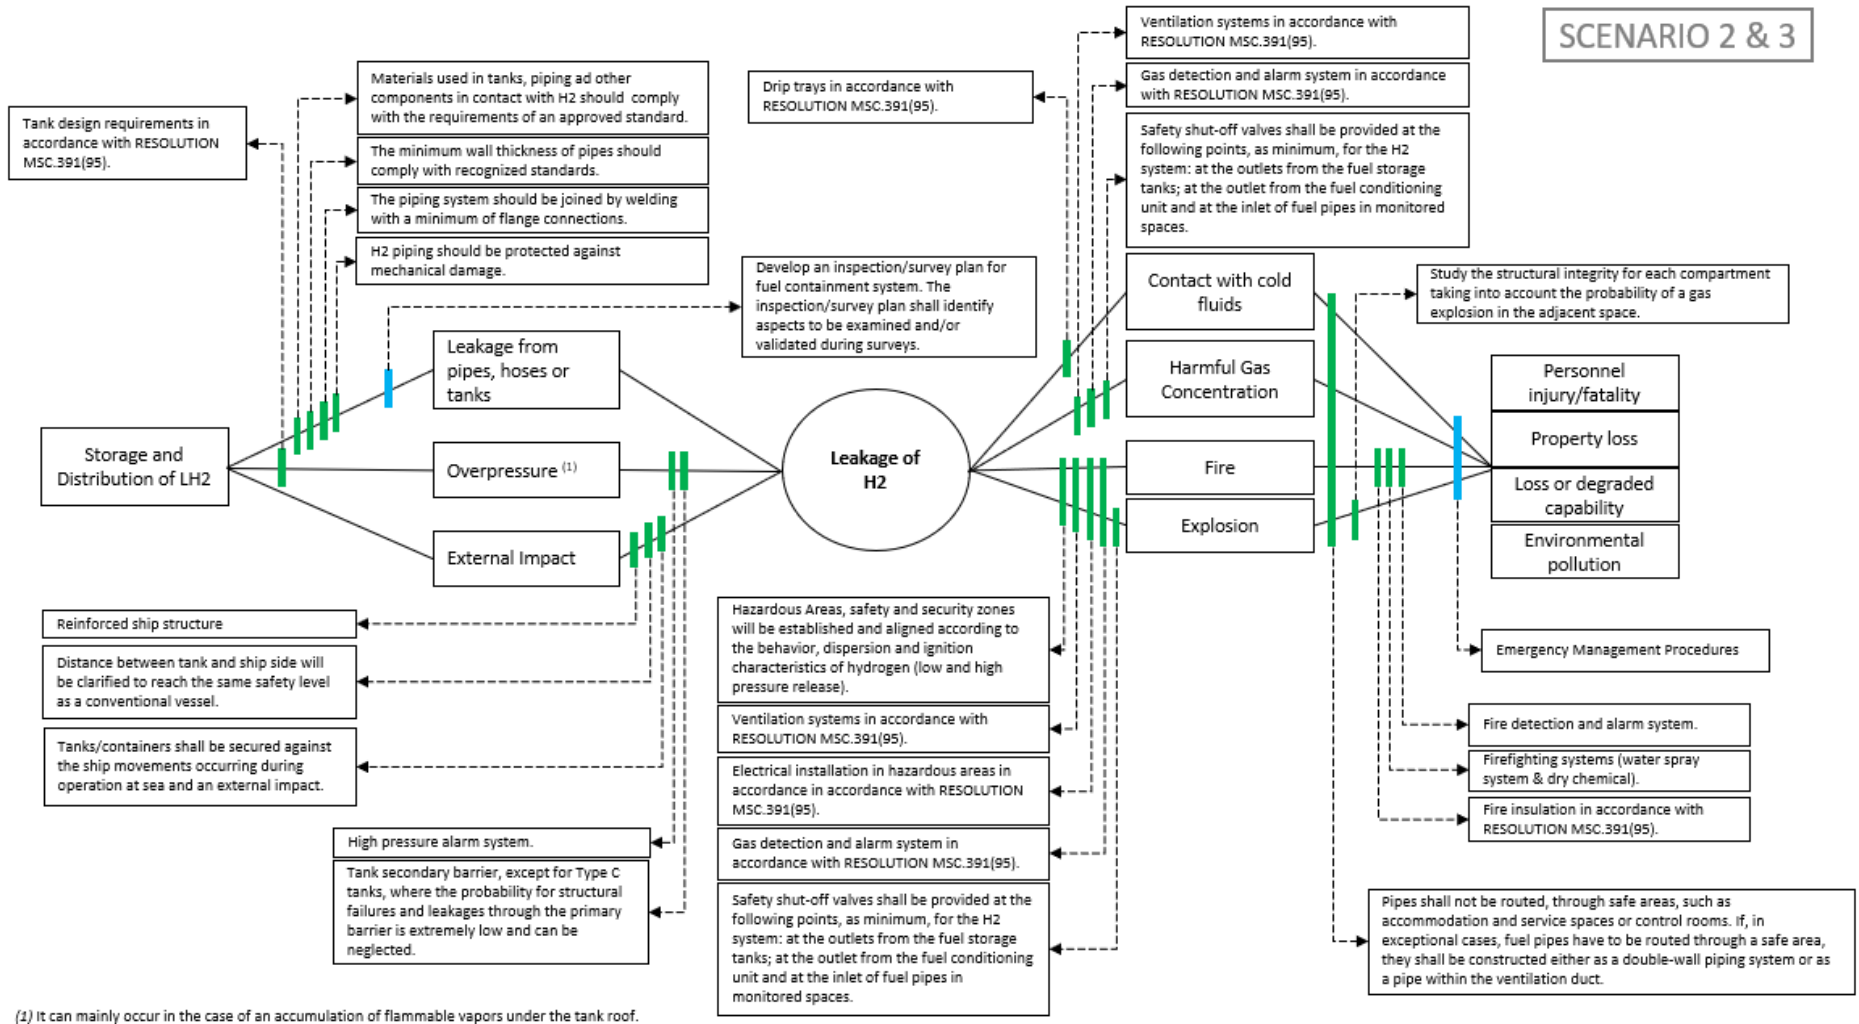 SCENARIO 2 & 3
Ventilation systems in accordance with
RESOLUTION MSC.391(95).
Gas detection and alarm system in accordance
with RESOLUTION MSC.391(95).
Safety shut-off valves shall be provided at the
following points, as minimum, for the H2
system: at the outlets from the fuel storage
tanks; at the outlet from the fuel conditioning
unit and at the inlet of fuel pipes in monitored
spaces.
Drip trays in accordance with
RESOLUTION MSC.391(95).
Materials used in tanks, piping ad other
components in contact with H2 should comply
with the requirements of an approved standard.
The minimum wall thickness of pipes should
comply with recognized standards.
The piping system should be joined by welding
with a minimum of flange connections.
H2 piping should be protected against
mechanical damage.
Tank design requirements in
accordance with RESOLUTION
MSC.391(95).
Develop an inspection/survey plan for
fuel containment system. The
inspection/survey plan shall identify
aspects to be examined and/or
validated during surveys.
Study the structural integrity for each compartment
taking into account the probability of a gas
explosion in the adjacent space.
Storage and
Distribution of LH2
Leakage from
pipes, hoses or
tanks
Overpressure (1)
External Impact
Leakage of
H2
Contact with cold
fluids
Harmful Gas
Concentration
Fire
Explosion
Personnel
injury/fatality
Property loss
Loss or degraded
capability
Environmental
pollution
Reinforced ship structure
Distance between tank and ship side will
be clarified to reach the same safety level
as a conventional vessel.
Tanks/containers shall be secured against
the ship movements occurring during
operation at sea and an external impact.
High pressure alarm system.
Tank secondary barrier, except for Type C
tanks, where the probability for structural
failures and leakages through the primary
barrier is extremely low and can be
neglected.
Hazardous Areas, safety and security zones
will be established and aligned according to
the behavior, dispersion and ignition
characteristics of hydrogen (low and high
pressure release).
Ventilation systems in accordance with
RESOLUTION MSC.391(95).
Electrical installation in hazardous areas in
accordance in accordance with RESOLUTION
MSC.391(95).
Gas detection and alarm system in
accordance with RESOLUTION MSC.391(95).
Safety shut-off valves shall be provided at the
following points, as minimum, for the H2
system: at the outlets from the fuel storage
tanks; at the outlet from the fuel conditioning
unit and at the inlet of fuel pipes in
monitored spaces.
Emergency Management Procedures
Fire detection and alarm system.
Firefighting systems (water spray
system & dry chemical).
Fire insulation in accordance with
RESOLUTION MSC.391(95).
Pipes shall not be routed, through safe areas, such as
accommodation and service spaces or control rooms. If, in
exceptional cases, fuel pipes have to be routed through a safe area,
they shall be constructed either as a double-wall piping system or as
a pipe within the ventilation duct.
(1) It can mainly occur in the case of an accumulation of flammable vapors under the tank roof.